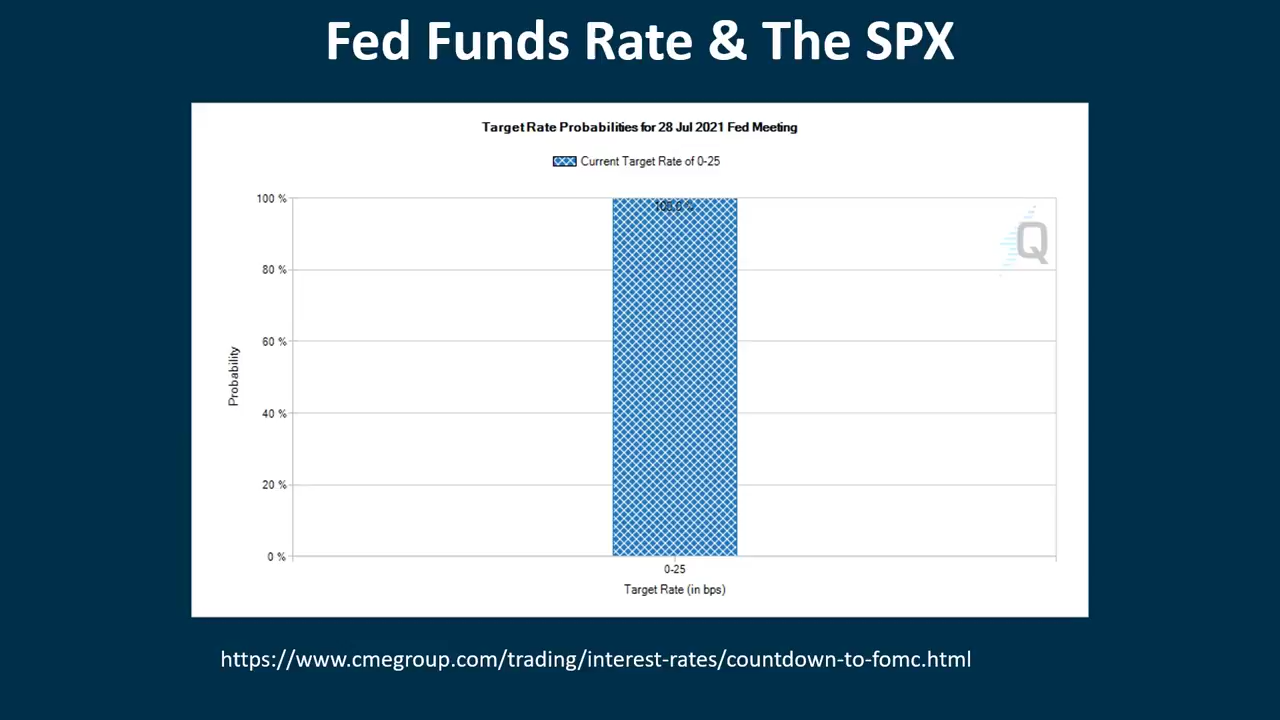 Fed Funds Rate & The SPX
Target Rate Probabilities for 28 Jul 2021 Fed Meeting
Current Target Rate of 0-25
100 %
100.0 %
80 %
60 %
40 %
20 %
0 %
Probability
0-25
Target Rate (in bps)
Q
https://www.cmegroup.com/trading/interest-rates/countdown-to-fomc.html